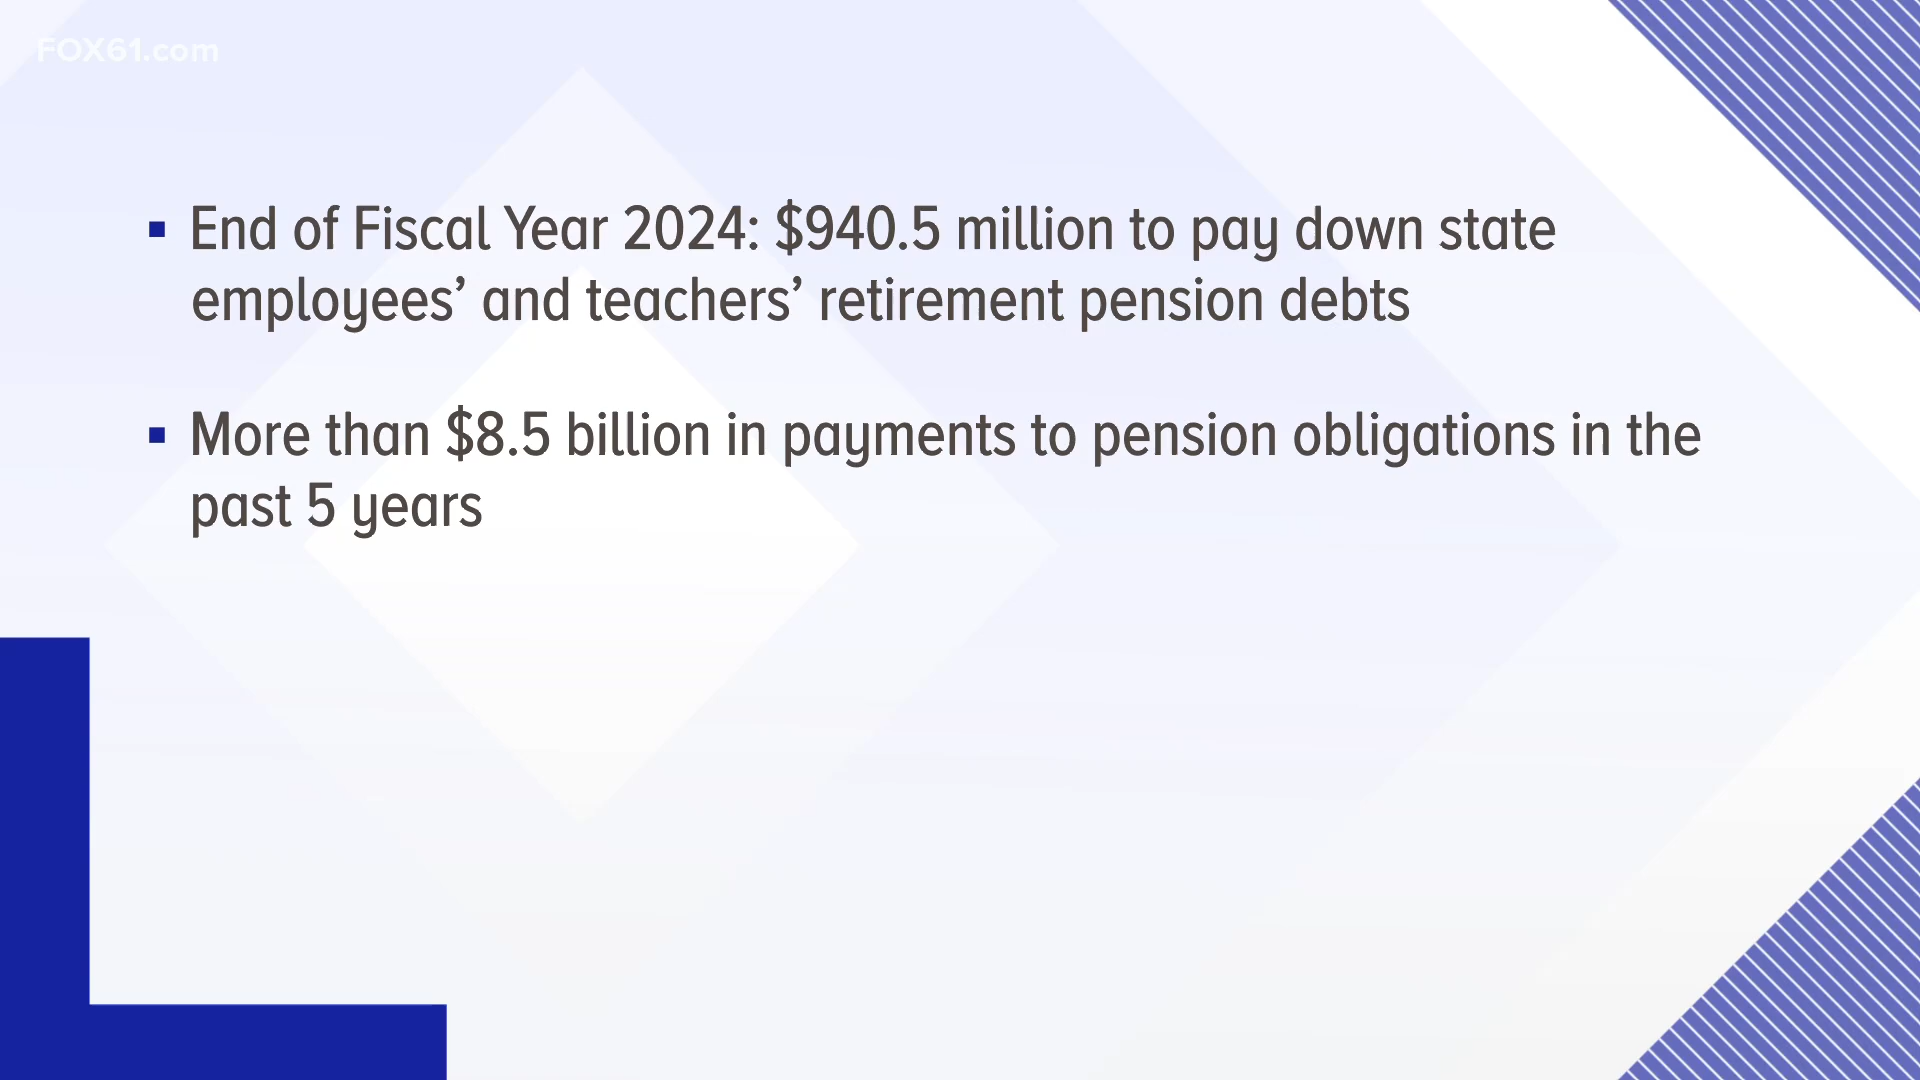 FOX61.com
▪ End of Fiscal Year 2024: $940.5 million to pay down state
employees’ and teachers’ retirement pension debts
▪ More than $8.5 billion in payments to pension obligations in the
past 5 years